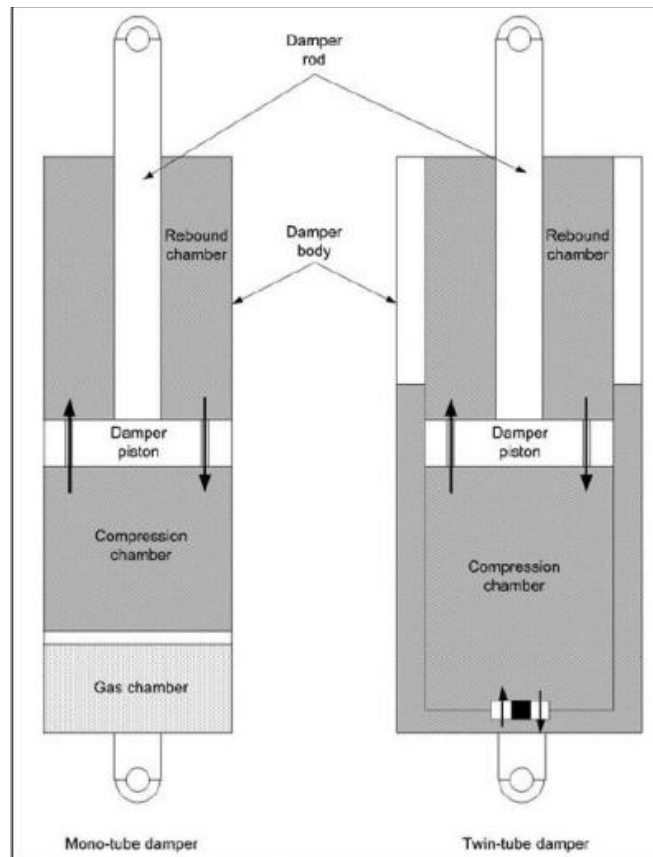 Damper
rod
Rebound
chamber
Damper
body
Rebound
chamber
Damper
piston
Damper
piston
Compression
chamber
Compression
chamber
Gas chamber
Mono-tube damper
Twin-tube damper